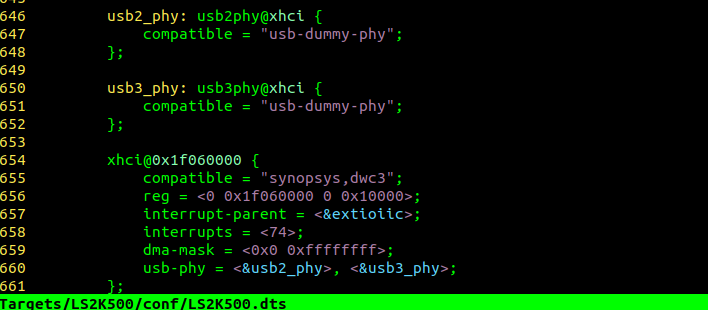 645
646         usb2_phy: usb2phy@xhci {
647             compatible = "usb-dummy-phy";
648         };
649
650         usb3_phy: usb3phy@xhci {
651             compatible = "usb-dummy-phy";
652         };
653
654         xhci@0x1f060000 {
655             compatible = "synopsys,dwc3";
656             reg = <0 0x1f060000 0 0x10000>;
657             interrupt-parent = <&extioiic>;
658             interrupts = <74>;
659             dma-mask = <0x0 0xffffffff>;
660             usb-phy = <&usb2_phy>, <&usb3_phy>;
661         };
Targets/LS2K500/conf/LS2K500.dts